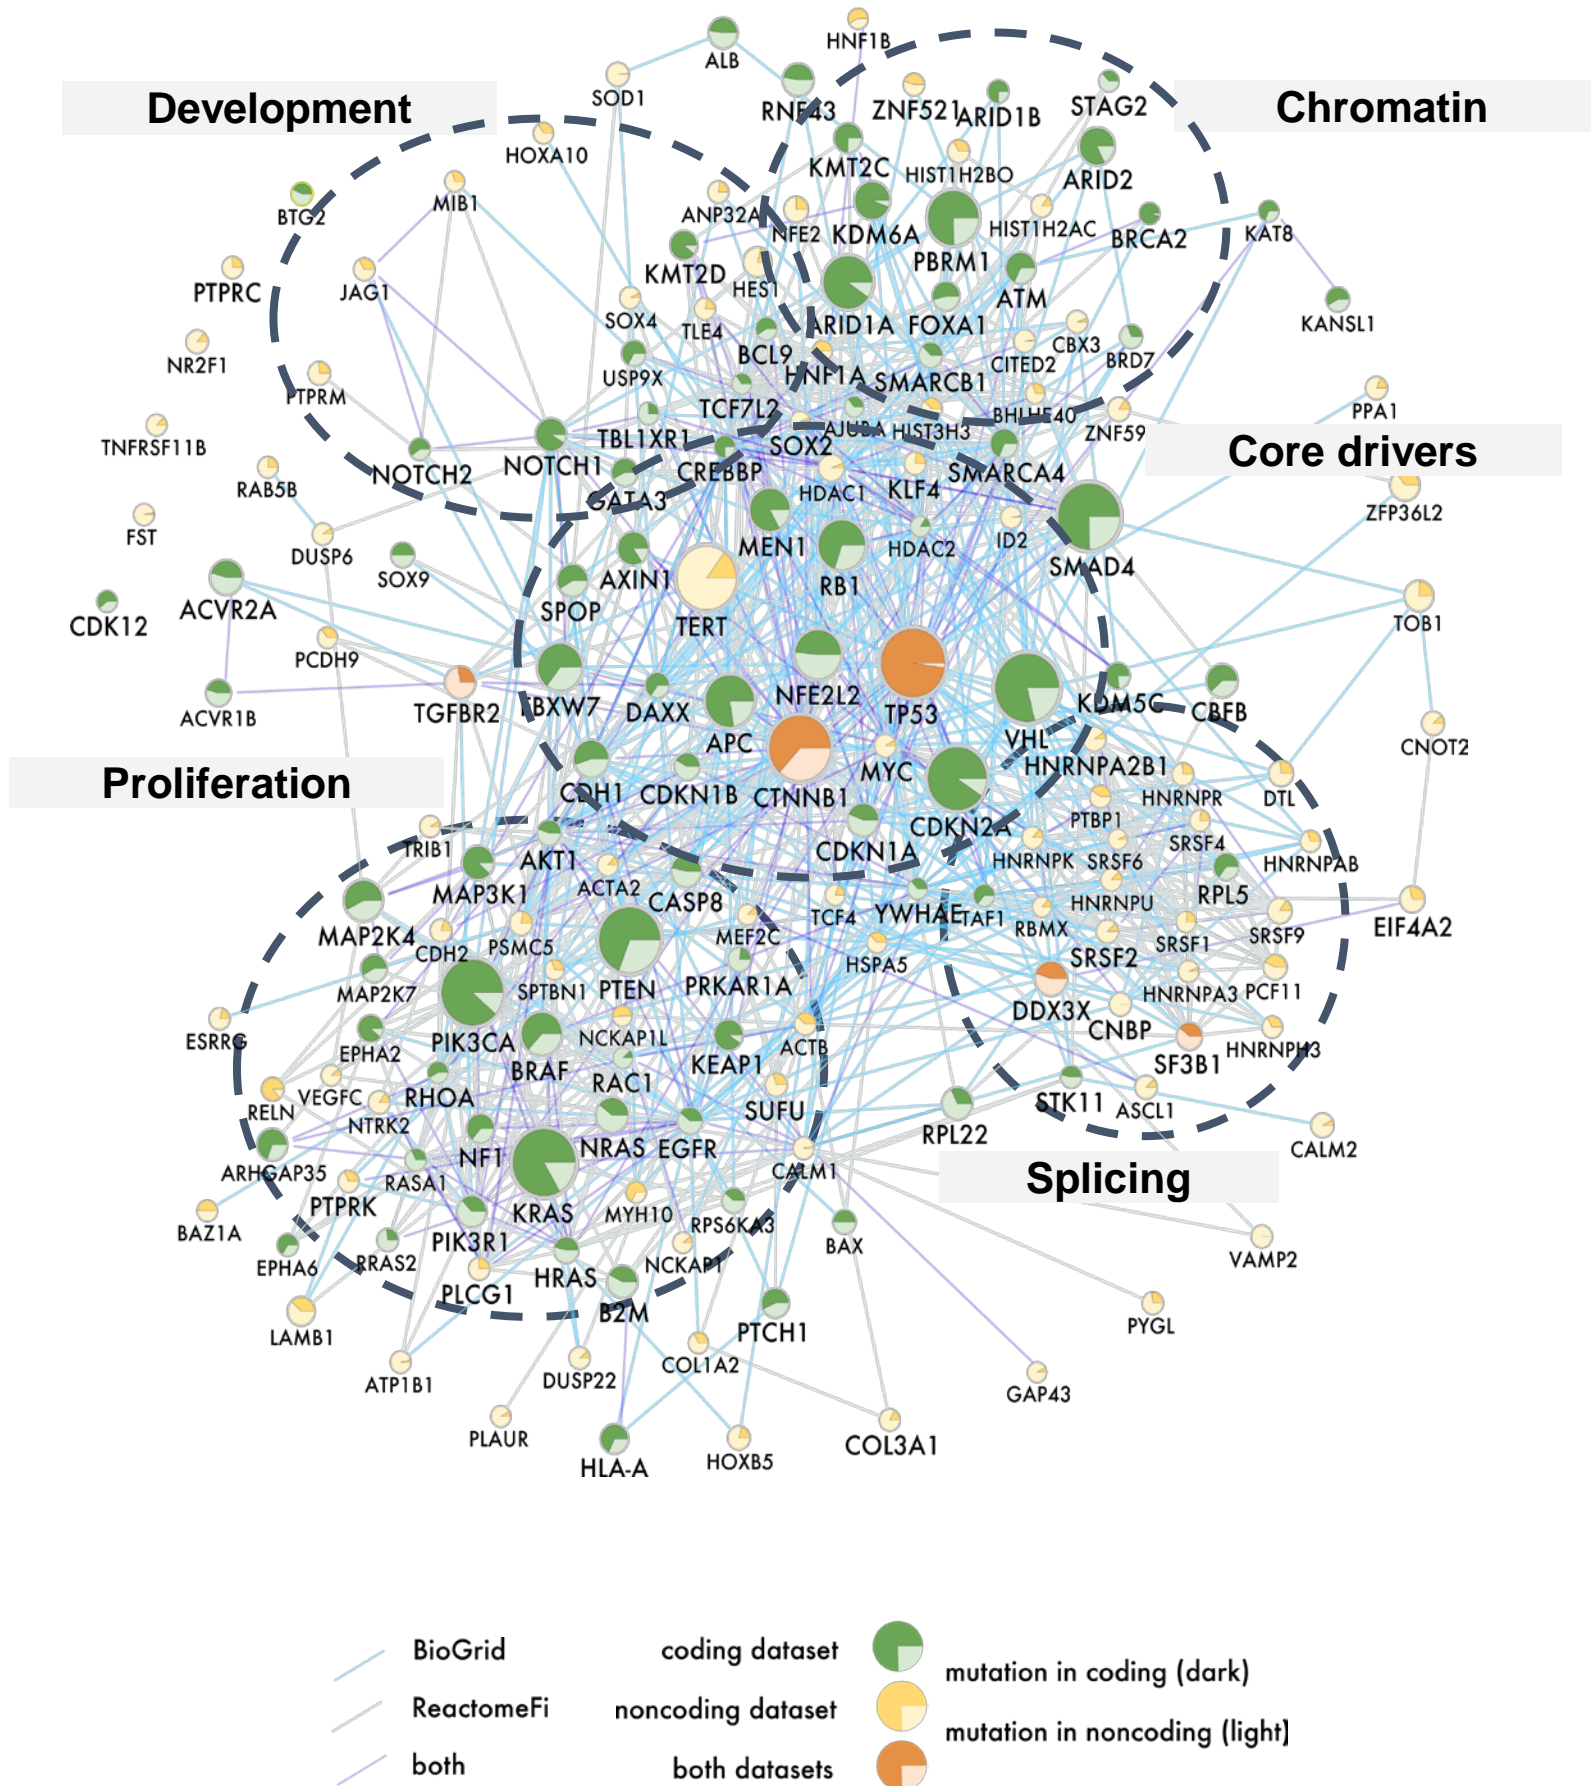 ALB
HNF1B
SOD1
RNF43
ZNF521
ARID1B
STAG2
Development
Chromatin
HOXA10
KMT2C
HIST1H2BO
ARID2
BTG2
MIB1
ANP32A
NFE2
KDM6A
HIST1H2AC
BRCA2
KAT8
PTPRC
JAG1
KMT2D
HES1
PBRM1
ATM
SOX4
TLE4
ARID1A
FOXA1
KANSL1
NR2F1
USP9X
BCL9
HNF1A
SMARCB1
CITED2
CBX3
BRD7
PTPRM
TCF7L2
AJUBA
HIST3H3
BHLHE40
ZNF59
PPA1
TNFRSF11B
NOTCH2
NOTCH1
TBL1XR1
CREBBP
SOX2
Core drivers
RAB5B
GATA3
HDAC1
KLF4
SMARCA4
ZFP36L2
FST
DUSP6
SOX9
AXIN1
MEN1
RB1
HDAC2
ID2
SMAD4
CDK12
ACVR2A
SPOP
TERT
TOB1
PCDH9
ACVR1B
TGFBR2
FBXW7
DAXX
APC
NFE2L2
TP53
VHL
KDM5C
CBFB
CNOT2
Proliferation
CDH1
CDKN1B
CTNNB1
MYC
HNRNPA2B1
HNRNPR
DTL
TRIB1
AKT1
CDKN1A
CDKN2A
PTBP1
SRSF4
HNRNPK
SRSF6
HNRNPAB
MAP3K1
ACTA2
CASP8
TCF4
YWHAE
TAF1
HNRNPU
RPL5
MAP2K4
CDH2
PSMC5
MEF2C
RBMX
SRSF1
SRSF9
EIF4A2
MAP2K7
SPTBN1
PTEN
PRKAR1A
HSPA5
SRSF2
HNRNPA3
PCF11
DDX3X
CNBP
ESRRG
EPHA2
PIK3CA
BRAF
NCKAP1L
KEAP1
ACTB
SF3B1
HNRNPH3
RELN
VEGFC
RHOA
RAC1
SUFU
STK11
ASCL1
NTRK2
NF1
NRAS
EGFR
RPL22
CALM2
ARHGAP35
RASA1
CALM1
Splicing
PTPRK
KRAS
MYH10
RPS6KA3
BAZ1A
EPHA6
RRAS2
PIK3R1
HRAS
NCKAP1
BAX
VAMP2
PLCG1
B2M
LAMB1
PTCH1
PYGL
ATP1B1
DUSP22
COL1A2
GAP43
PLAUR
HLA-A
HOXB5
COL3A1
BioGrid
coding dataset
mutation in coding (dark)
ReactomeFi
noncoding dataset
mutation in noncoding (light)
both
both datasets